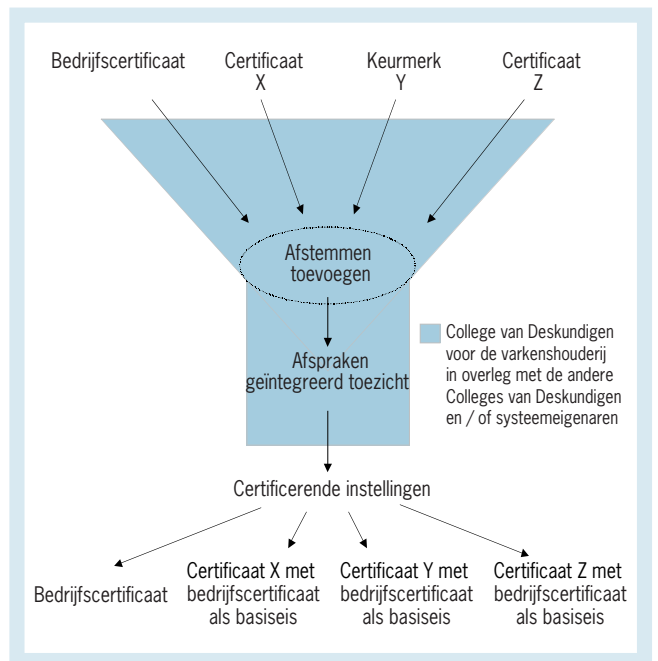 Bedrijfscertificaat
Certificaat
X
Keurmerk
Y
Certificaat
Z
Afstemmen
toevoegen
Afspraken
geïntegreerd toezicht
College van Deskundigen
voor de varkenshouderij
in overleg met de andere
Colleges van Deskundigen
en / of systeemeigenaren
Certificerende instellingen
Bedrijfscertificaat
Certificaat X met
bedrijfscertificaat
als basiseis
Certificaat Y met
bedrijfscertificaat
als basiseis
Certificaat Z met
bedrijfscertificaat
als basiseis